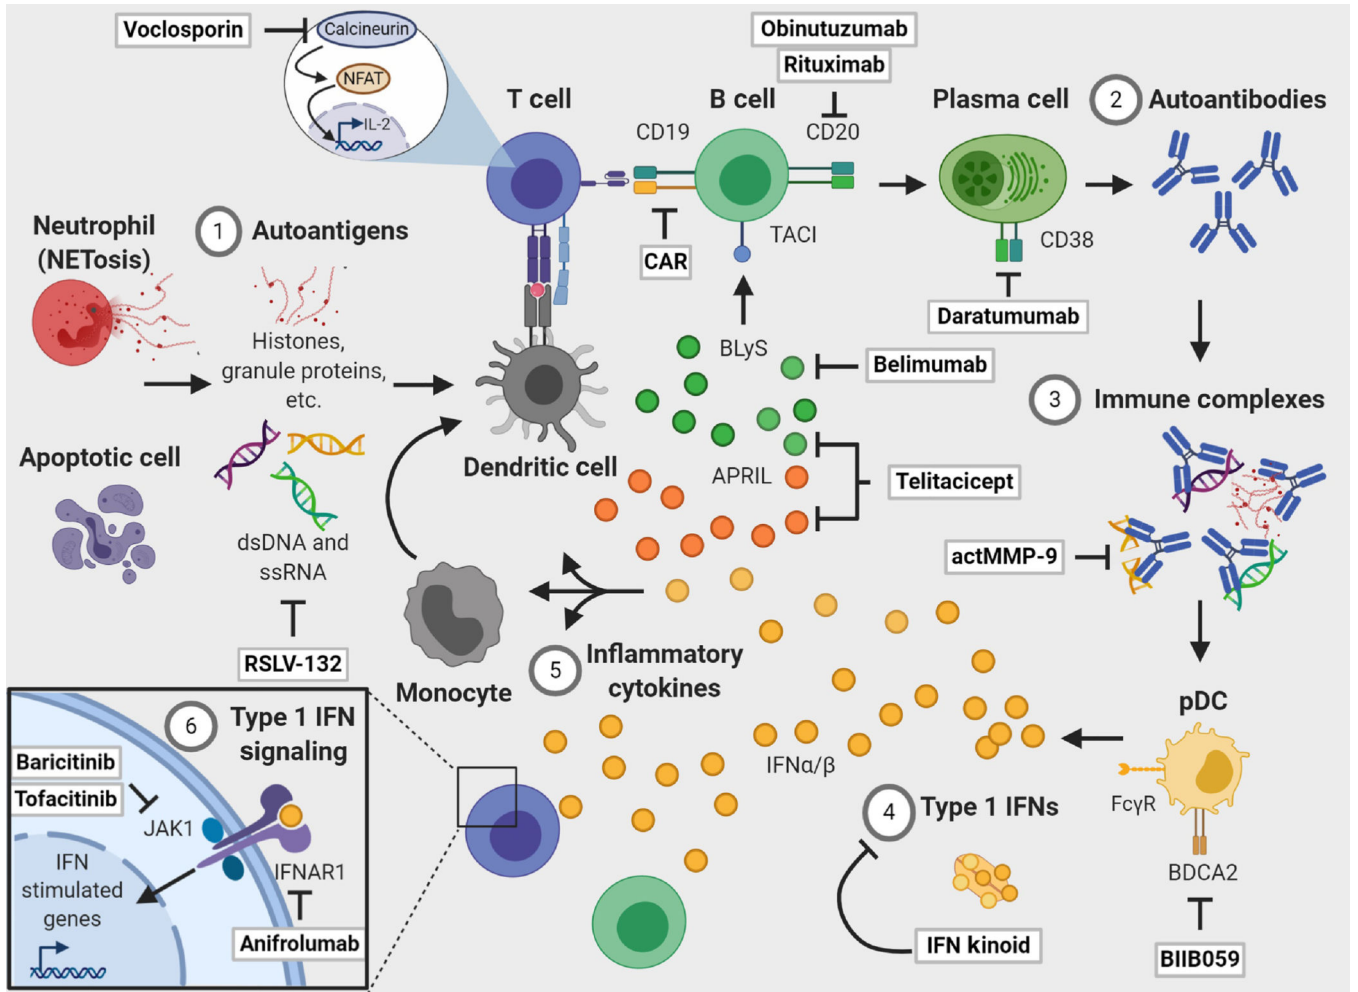 Voclosporin
Calcineurin
NFAT
IL-2
T cell
CD19
B cell
Obinutuzumab
Rituximab
CD20
Plasma cell
2
Autoantibodies
Neutrophil
(NETosis)
1
Autoantigens
CAR
TACI
CD38
Daratumumab
Histones,
granule proteins,
etc.
BLyS
Belimumab
3
Immune complexes
Apoptotic cell
Dendritic cell
APRIL
Telitacicept
dsDNA and
ssRNA
actMMP-9
RSLV-132
Monocyte
5
Inflammatory
cytokines
pDC
6
Type 1 IFN
signaling
Baricitinib
Tofacitinib
JAK1
IFNAR1
IFN
stimulated
genes
Anifrolumab
IFNα/β
4
Type 1 IFNs
FcγR
BDCA2
IFN kinoid
BIIB059